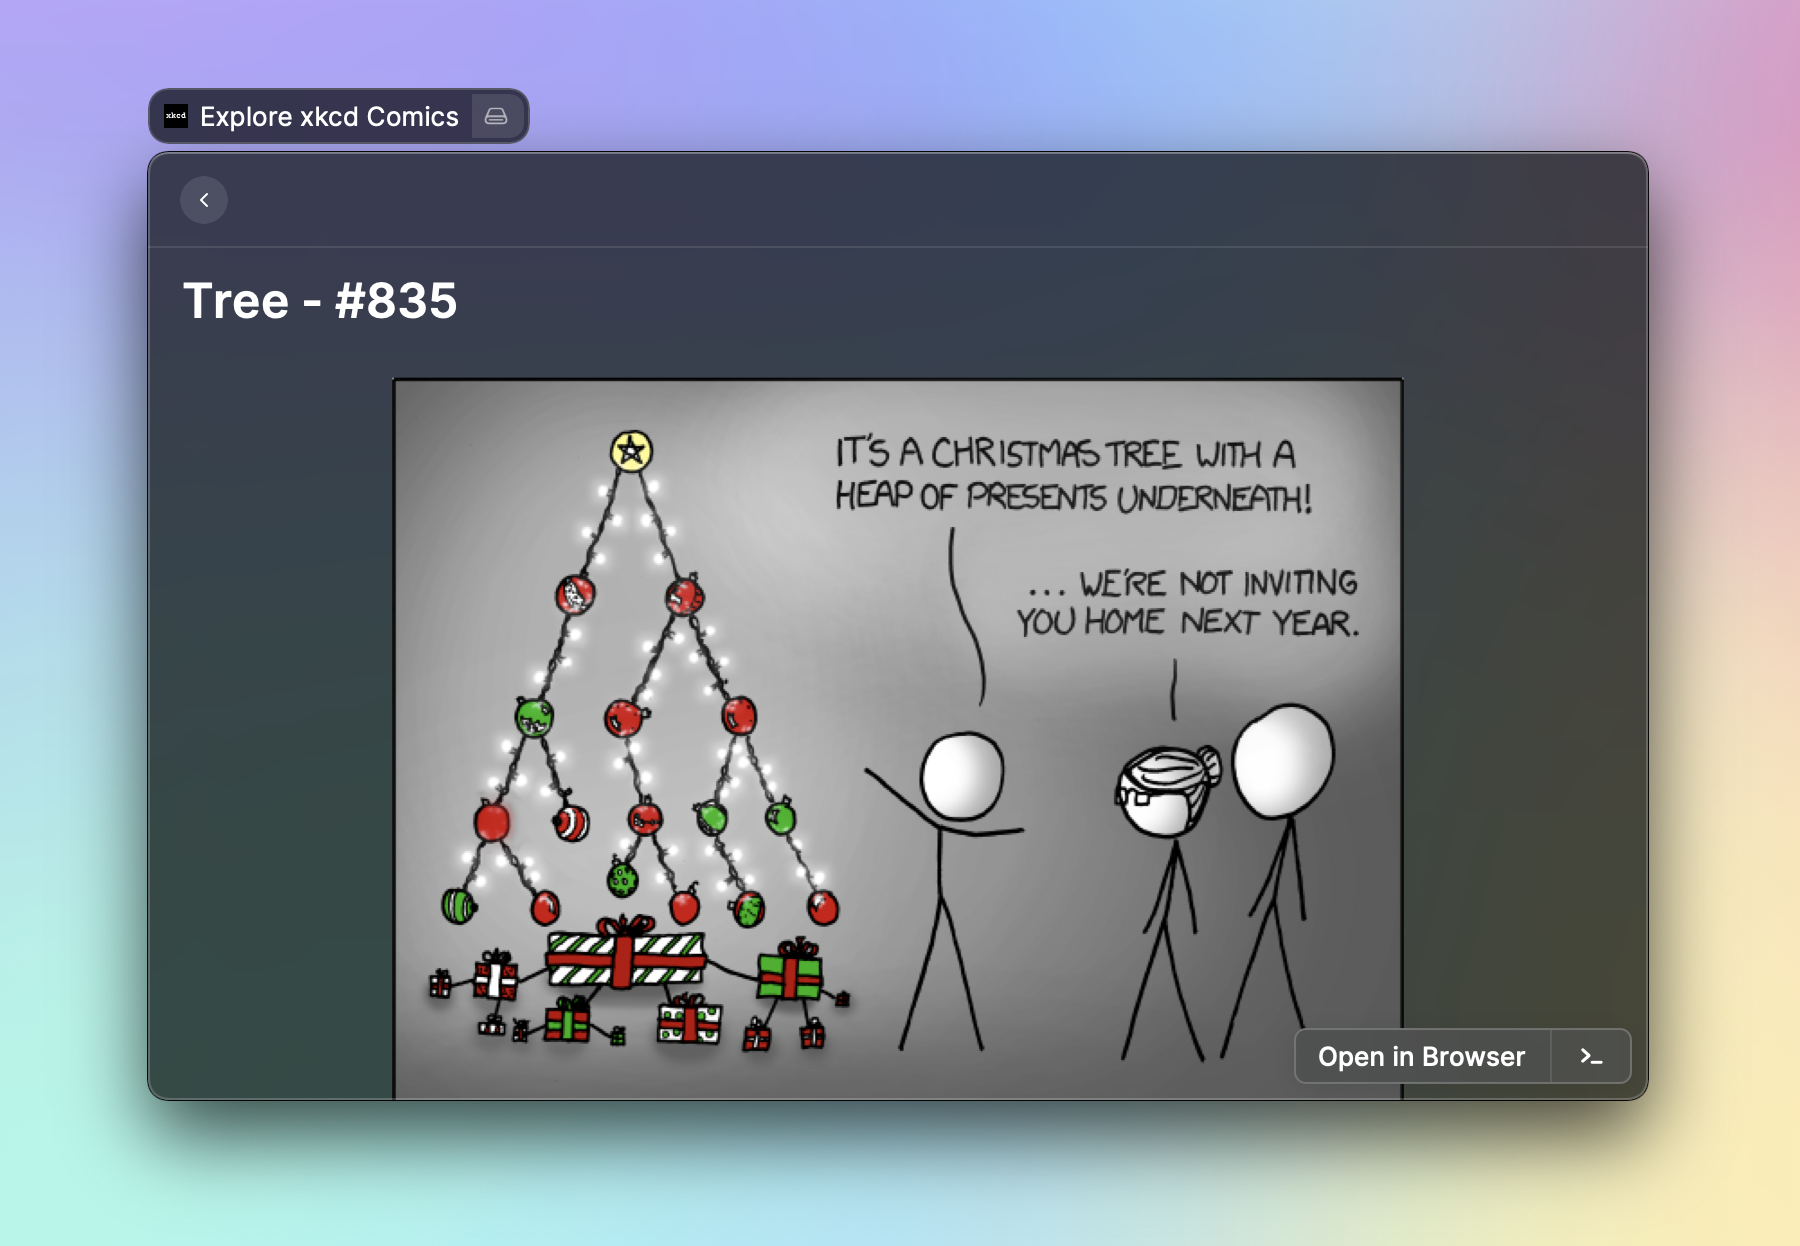 xkcd
Explore xkcd Comics
Tree - #835
IT'S A CHRISTMAS TREE WITH A
HEAP OF PRESENTS UNDERNEATH!
... WE'RE NOT INVITING
YOU HOME NEXT YEAR.
Open in Browser